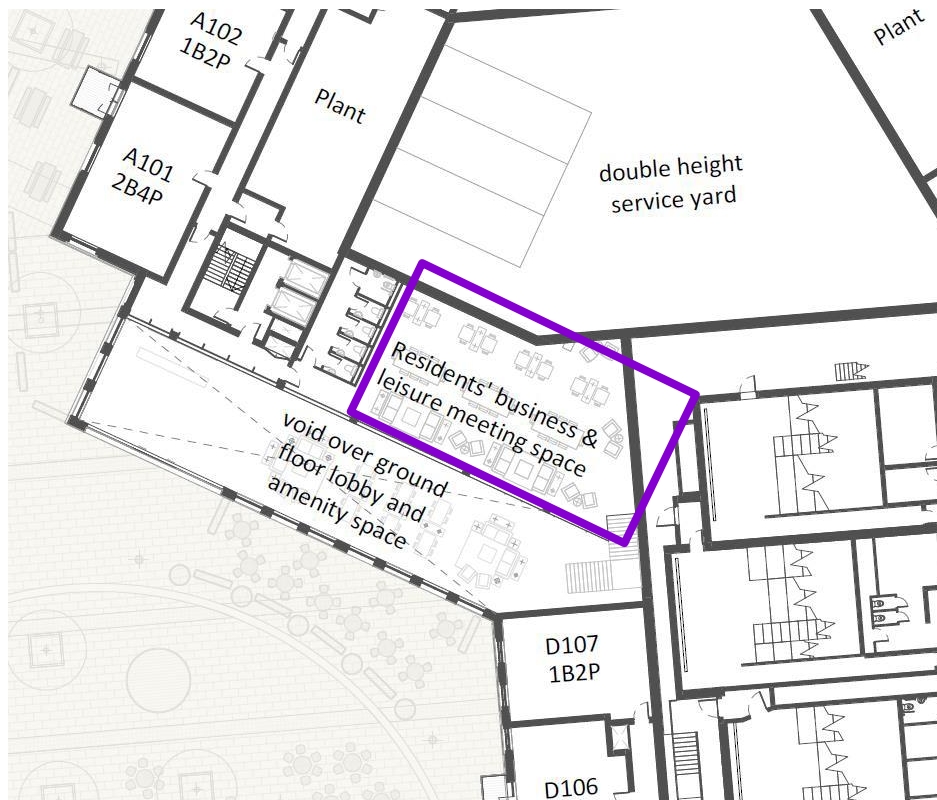 A102
1B2P
Plant
Plant
A101
2B4P
double height
service yard
Residents' business &
leisure meeting space
void over ground
floor lobby and
amenity space
D107
1B2P
D106